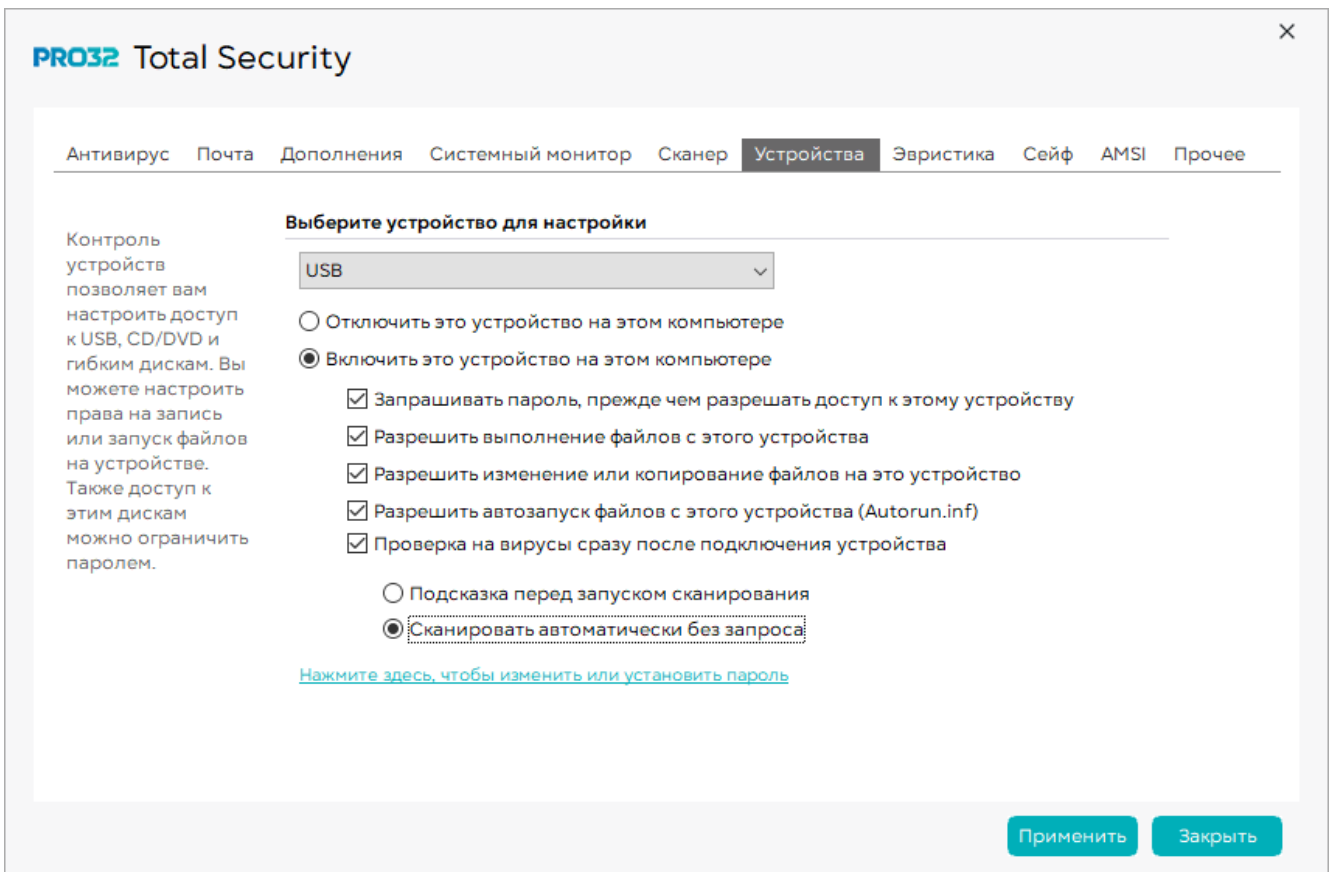 PRO32 Total Security
Антивирус Почта Дополнения Системный монитор Сканер Устройства Эвристика Сейф AMSI Прочее
Контроль
устройств
позволяет вам
настроить доступ
к USB, CD/DVD и
гибким дискам. Вы
можете настроить
права на запись
или запуск файлов
на устройстве.
Также доступ к
этим дискам
можно ограничить
паролем.
Выберите устройство для настройки
USB
Отключить это устройство на этом компьютере
Включить это устройство на этом компьютере
Запрашивать пароль, прежде чем разрешать доступ к этому устройству
Разрешить выполнение файлов с этого устройства
Разрешить изменение или копирование файлов на это устройство
Разрешить автозапуск файлов с этого устройства (Autorun.inf)
Проверка на вирусы сразу после подключения устройства
Подсказка перед запуском сканирования
Сканировать автоматически без запроса
Нажмите здесь, чтобы изменить или установить пароль
Применить Закрыть